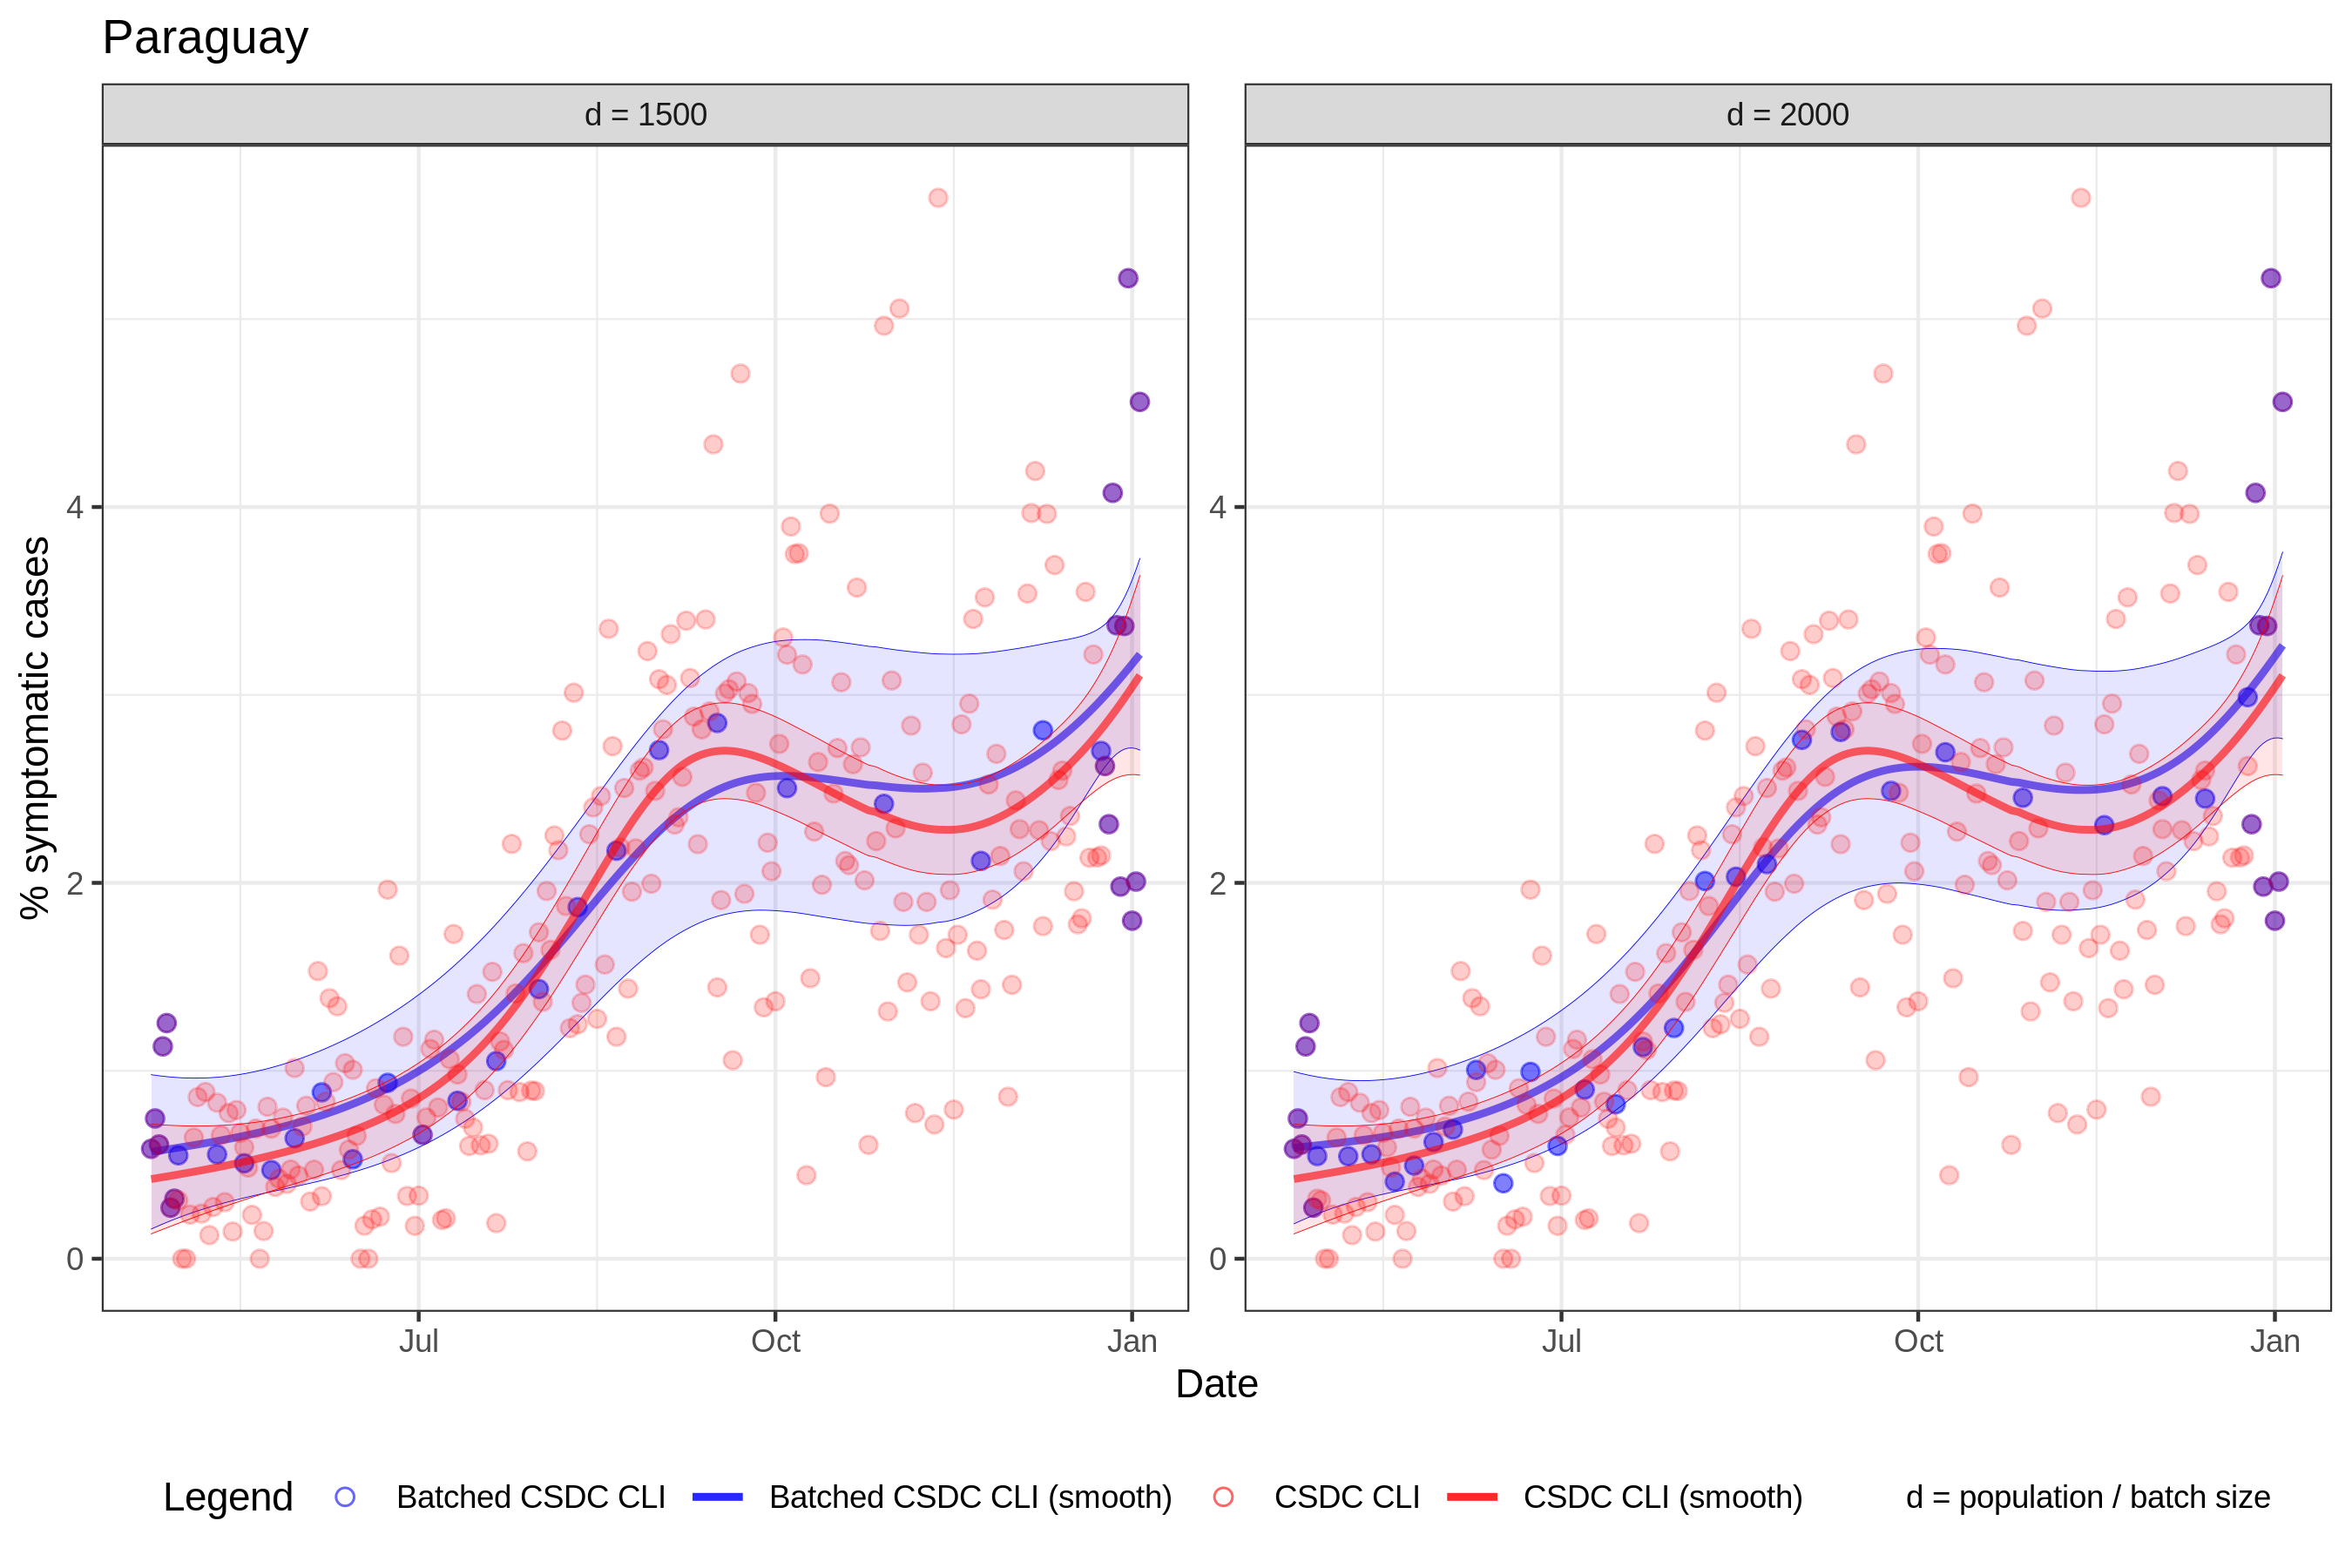 Paraguay
d = 1500
d = 2000
% symptomatic cases
4
2
0
4
2
0
Jul
Oct
Jan
Jul
Oct
Jan
Date
Legend
Batched CSDC CLI
Batched CSDC CLI (smooth)
CSDC CLI
CSDC CLI (smooth)
d = population / batch size